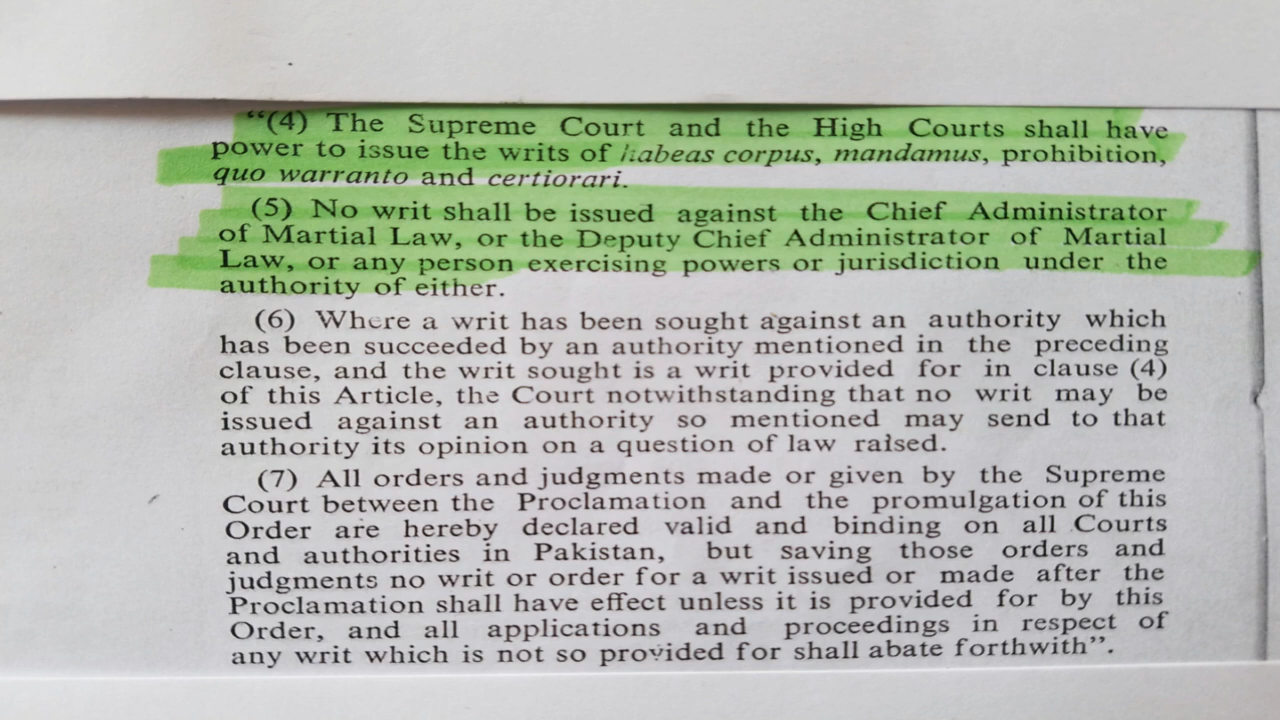 “(4) The Supreme Court and the High Courts shall have
power to issue the writs of habeas corpus, mandamus, prohibition,
quo warranto and certiorari.
(5) No writ shall be issued against the Chief Administrator
of Martial Law, or the Deputy Chief Administrator of Martial
Law, or any person exercising powers or jurisdiction under the
authority of either.
(6) Where a writ has been sought against an authority which
has been succeeded by an authority mentioned in the preceding
clause, and the writ sought is a writ provided for in clause (4)
of this Article, the Court notwithstanding that no writ may be
issued against an authority so mentioned may send to that
authority its opinion on a question of law raised.
(7) All orders and judgments made or given by the Supreme
Court between the Proclamation and the promulgation of this
Order are hereby declared valid and binding on all Courts
and authorities in Pakistan, but saving those orders and
judgments no writ or order for a writ issued or made after the
Proclamation shall have effect unless it is provided for by this
Order, and all applications and proceedings in respect of
any writ which is not so provided for shall abate forthwith”.